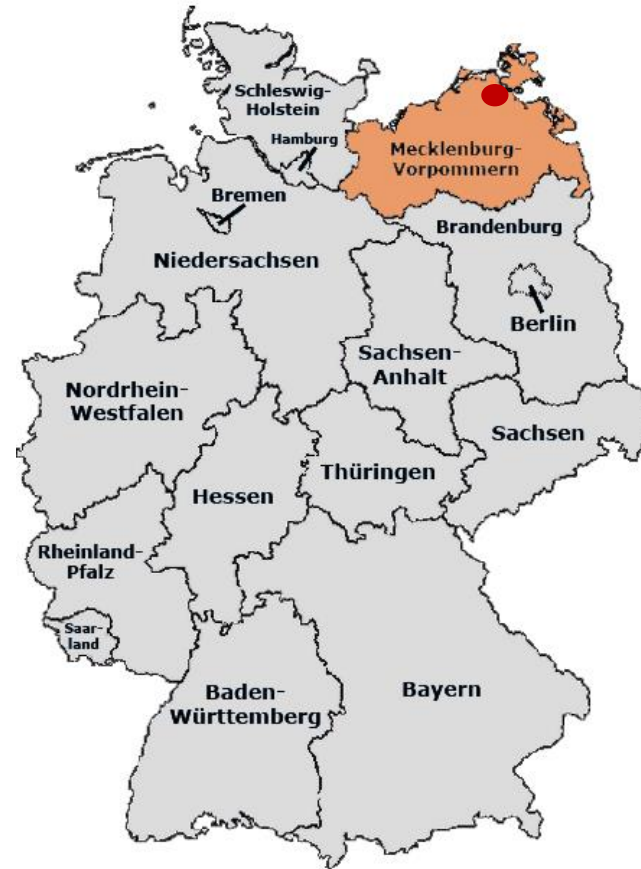 Schleswig-
Holstein
Hamburg
Mecklenburg-
Vorpommern
Bremen
Brandenburg
Niedersachsen
Berlin
Sachsen-
Anhalt
Nordrhein-
Westfalen
Sachsen
Thüringen
Hessen
Rheinland-
Pfalz
Saar-
land
Baden-
Württemberg
Bayern